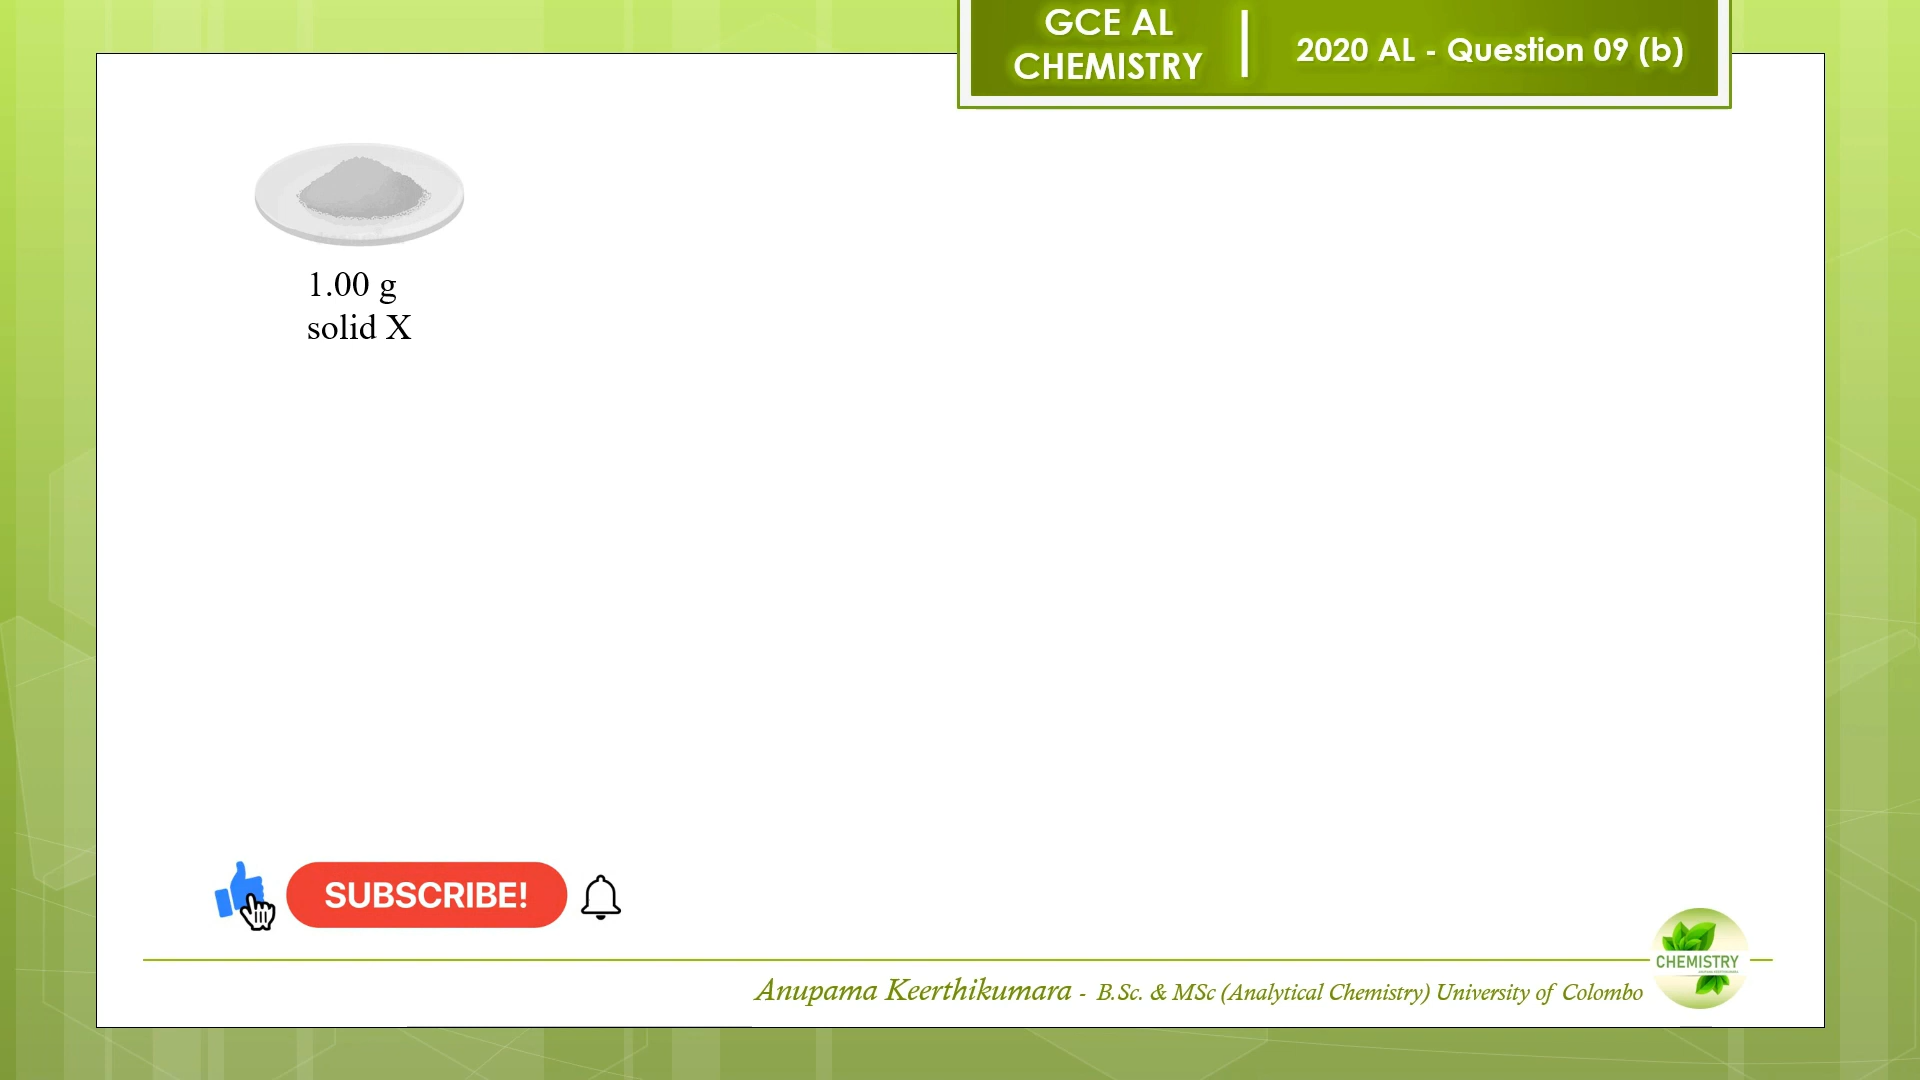 GCE AL
CHEMISTRY
2020 AL - Question 09 (b)
1.00 g
solid X
SUBSCRIBE!
CHEMISTRY
Anupama Keerthikumara - B.Sc. & MSc (Analytical Chemistry) University of Colombo